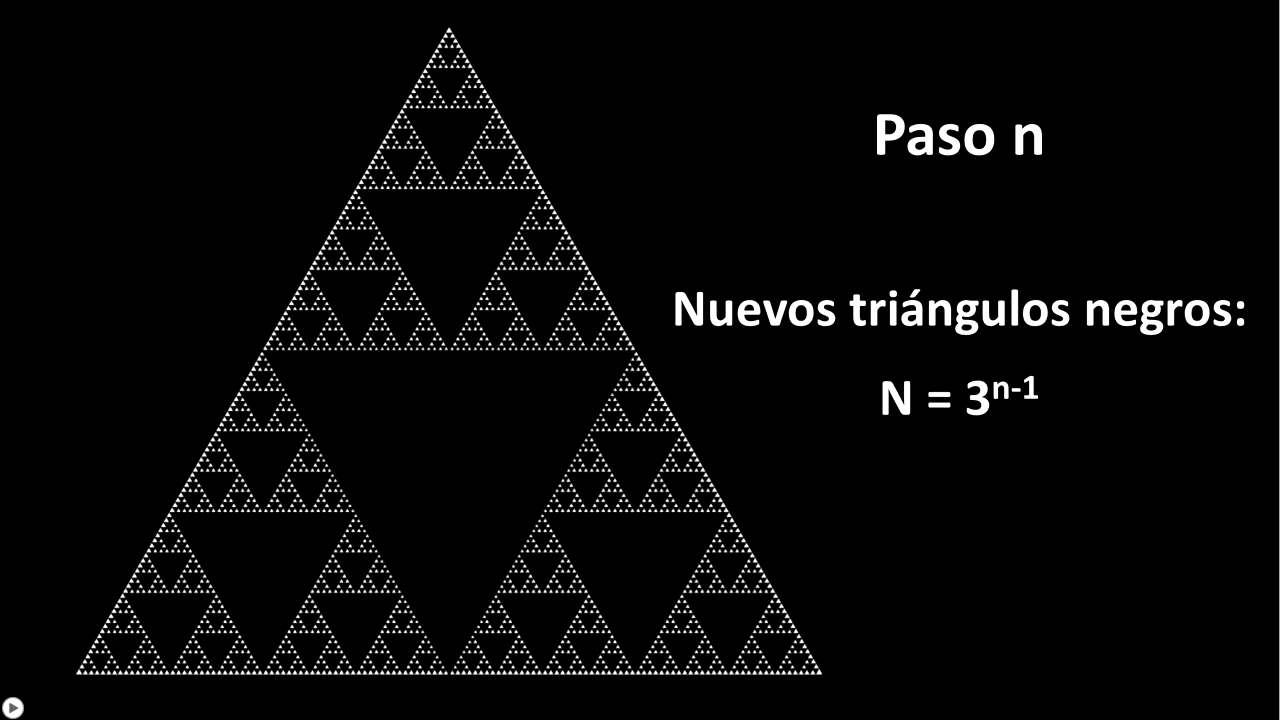 Paso n
Nuevos triángulos negros:
N = 3ⁿ⁻¹